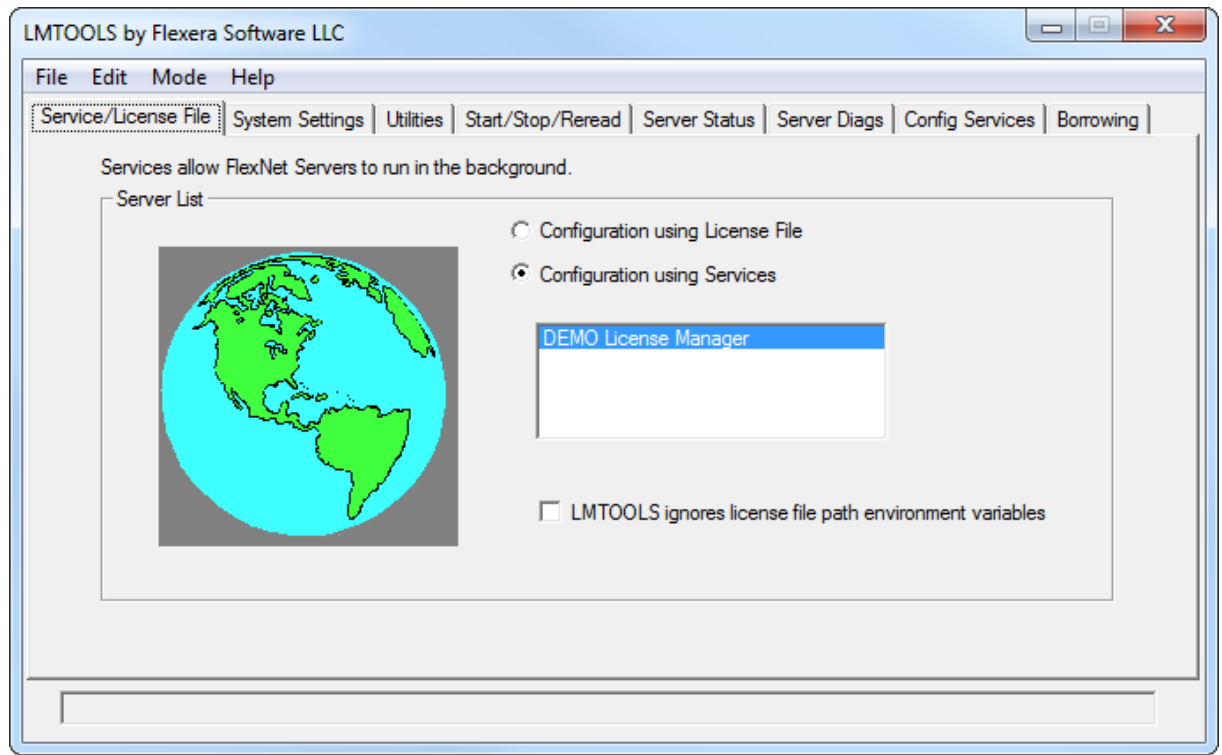 LMTOOLS by Flexera Software LLC
File Edit Mode Help
Service/License File System Settings Utilities Start/Stop/Reread Server Status Server Diags Config Services Borrowing
Services allow FlexNet Servers to run in the background.
Server List
Configuration using License File
Configuration using Services
DEMO License Manager
LMTOOLS ignores license file path environment variables